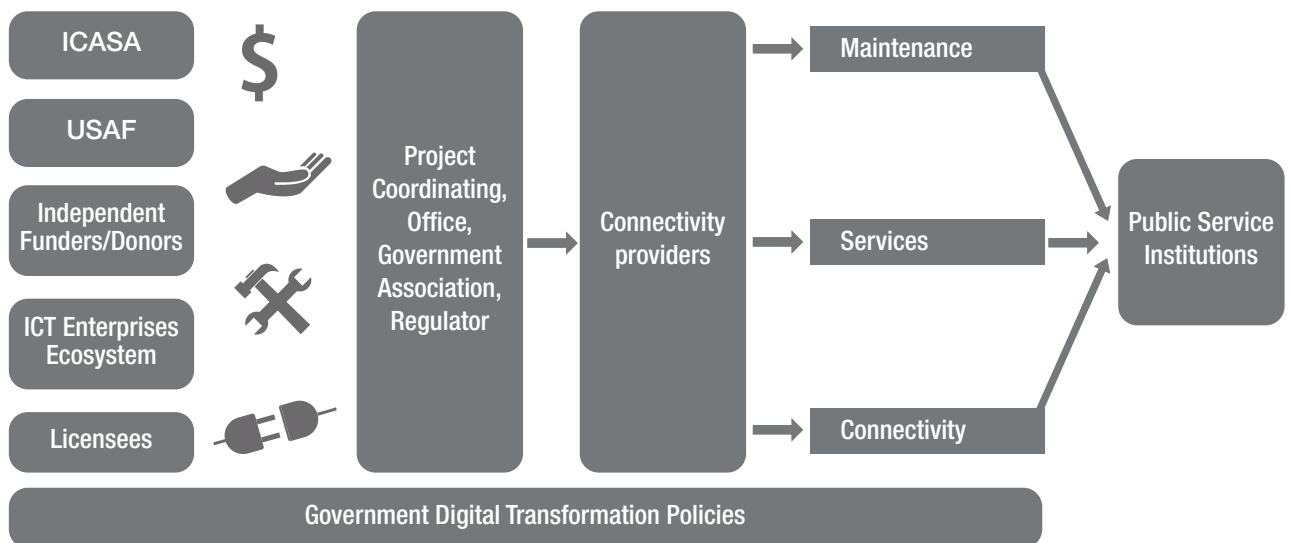 ICASA
USAF
Independent
Funders/Donors
ICT Enterprises
Ecosystem
Licensees
$
Project
Coordinating,
Office,
Government
Association,
Regulator
Connectivity
providers
Maintenance
Services
Connectivity
Public Service
Institutions
Government Digital Transformation Policies